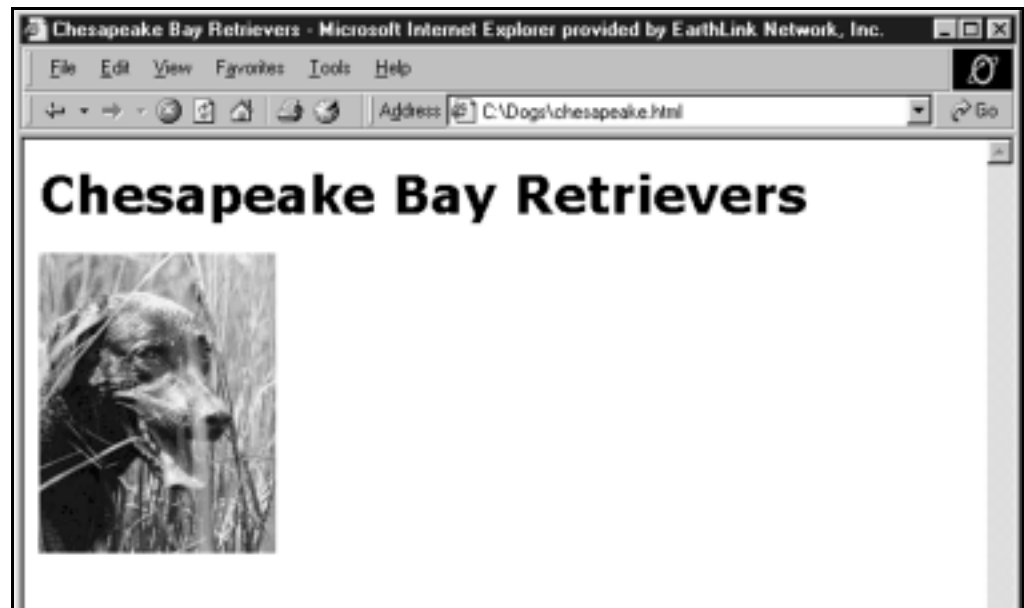 Chesapeake Bay Retrievers - Microsoft Internet Explorer provided by EarthLink Network, Inc.
File Edit View Favorites Tools Help
Address C:\Dogs\chesapeake.html Go
Chesapeake Bay Retrievers